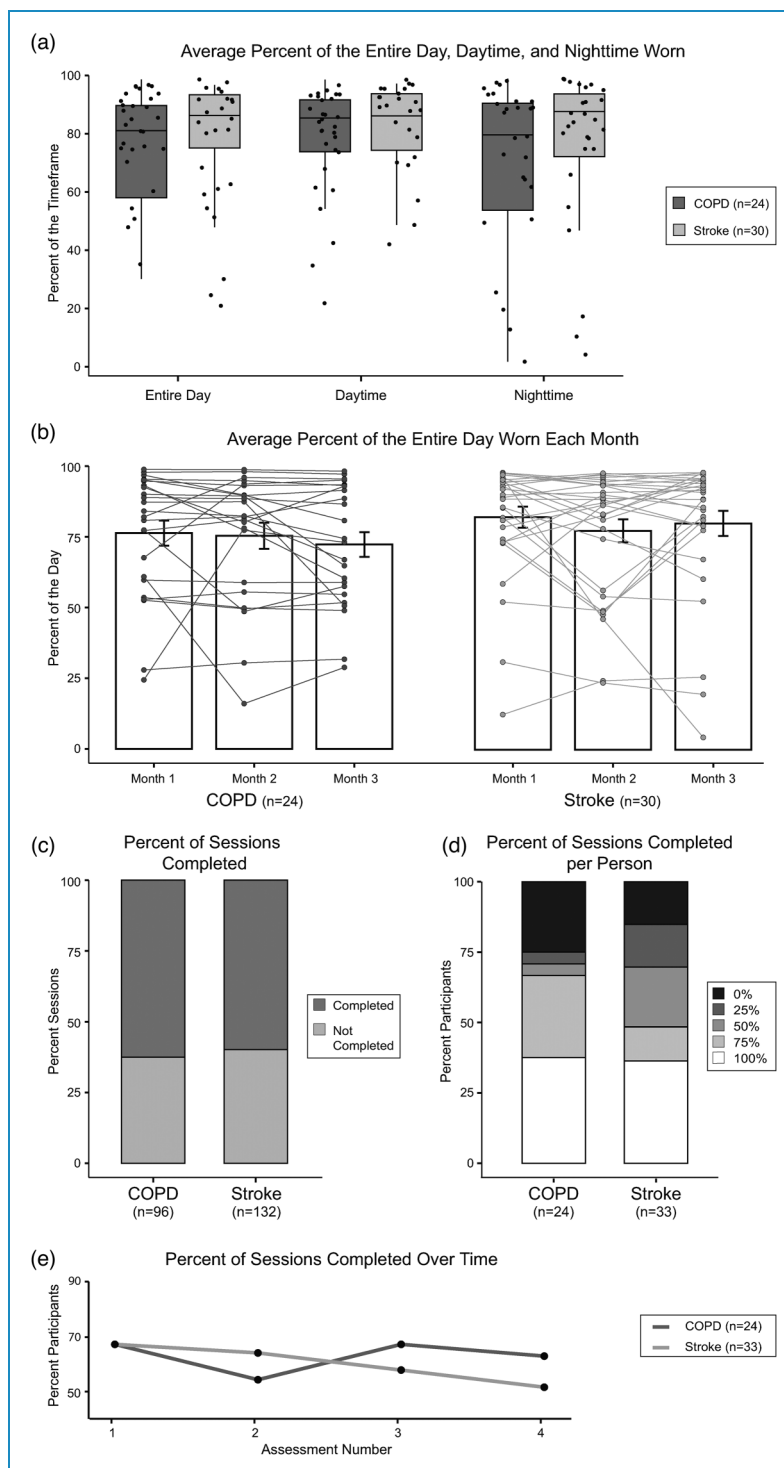 (a)
Average Percent of the Entire Day, Daytime, and Nighttime Worn
Percent of the Timeframe
100
80
60
40
20
0
Entire Day
Daytime
Nighttime
COPD (n=24)
Stroke (n=30)
(b)
Average Percent of the Entire Day Worn Each Month
Percent of the Day
100
75
50
25
0
Month 1
Month 2
Month 3
Month 1
Month 2
Month 3
COPD (n=24)
Stroke (n=30)
(c)
Percent of Sessions
Completed
Percent Sessions
100
75
50
25
0
COPD
(n=96)
Stroke
(n=132)
Completed
Not
Completed
(d)
Percent of Sessions Completed
per Person
Percent Participants
100
75
50
25
0
COPD
(n=24)
Stroke
(n=33)
0%
25%
50%
75%
100%
(e)
Percent of Sessions Completed Over Time
Percent Participants
90
70
50
1
2
3
4
Assessment Number
COPD (n=24)
Stroke (n=33)